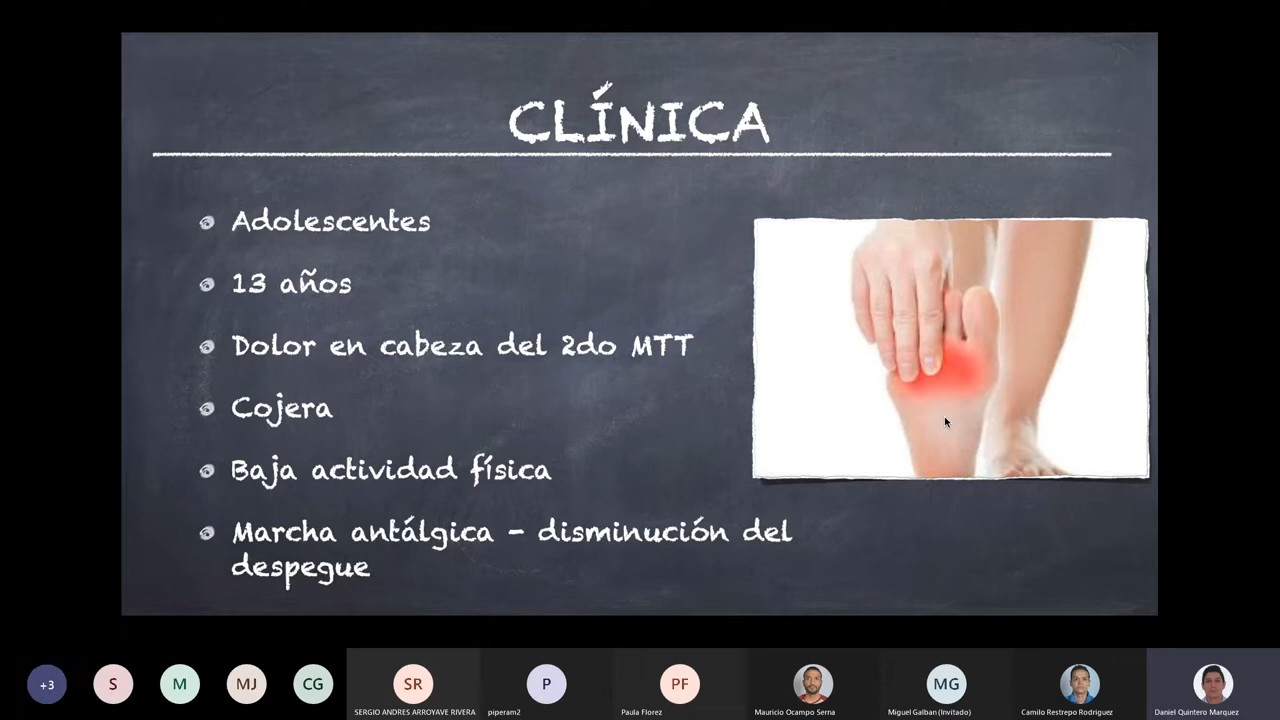 CLÍNICA
Adolescentes
13 años
Dolor en cabeza del 2do MTT
Cojera
Baja actividad física
Marcha antálgica - disminución del
despegue
+3
S
M
MJ
CG
SR
SERGIO ANDRES ARROYAVE RIVERA
P
piperam2
PF
Paula Florez
Mauricio Ocampo Serna
MG
Miguel Galban (Invitado)
Camilo Restrepo Rodriguez
Daniel Quintero Marquez